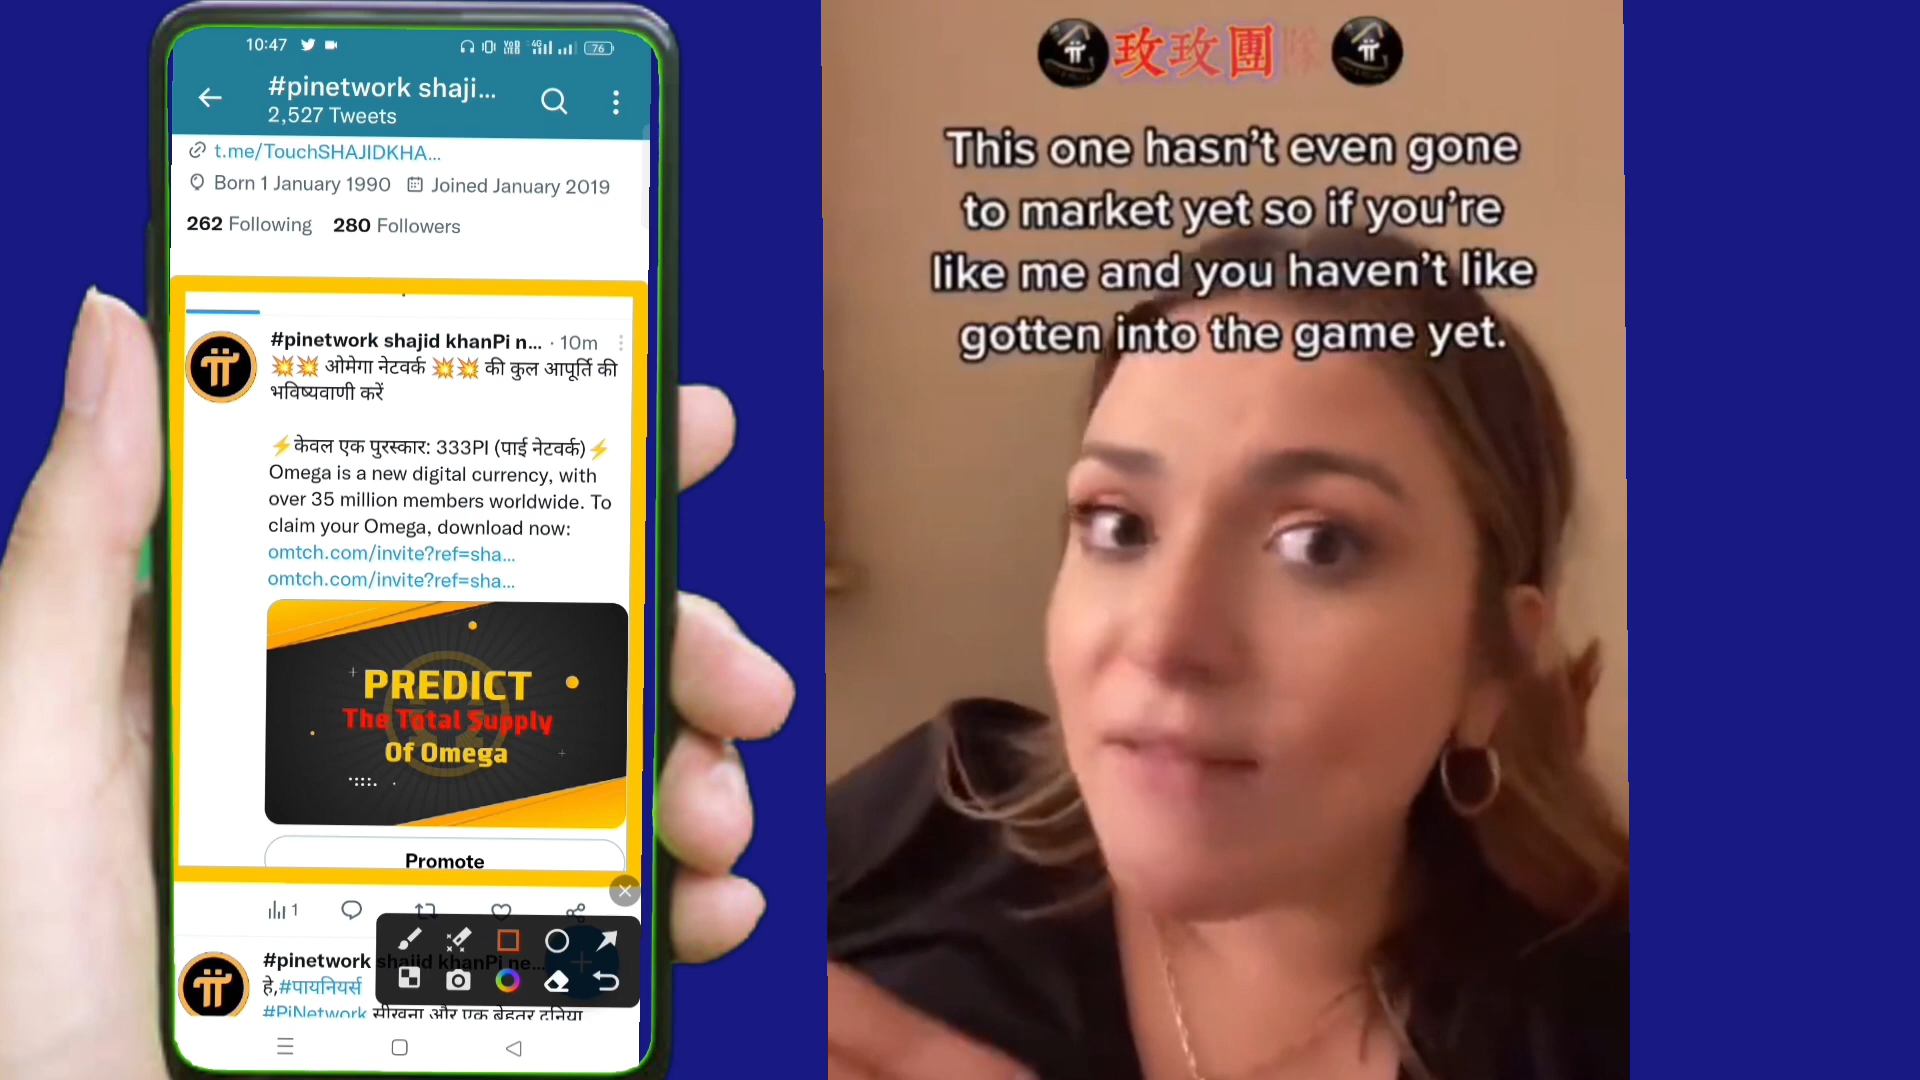 10:47
76
#pinetwork shaji...
2,527 Tweets
t.me/TouchSHAJIDKHA...
Born 1 January 1990 Joined January 2019
262 Following 280 Followers
#pinetwork shajid khanPi n... · 10m
💥💥 ओमेगा नेटवर्क 💥💥 की कुल आपूर्ति की
भविष्यवाणी करें
⚡केवल एक पुरस्कार: 333PI (पाई नेटवर्क)⚡
Omega is a new digital currency, with
over 35 million members worldwide. To
claim your Omega, download now:
omtch.com/invite?ref=sha...
omtch.com/invite?ref=sha...
PREDICT
The Total Supply
Of Omega
Promote
1
#pinetwork shajid khanPi ne...
हे,#पायनियर्स
#PiNetwork सीखना और एक बेहतर दुनिया
玫玫團隊
This one hasn't even gone
to market yet so if you're
like me and you haven't like
gotten into the game yet.